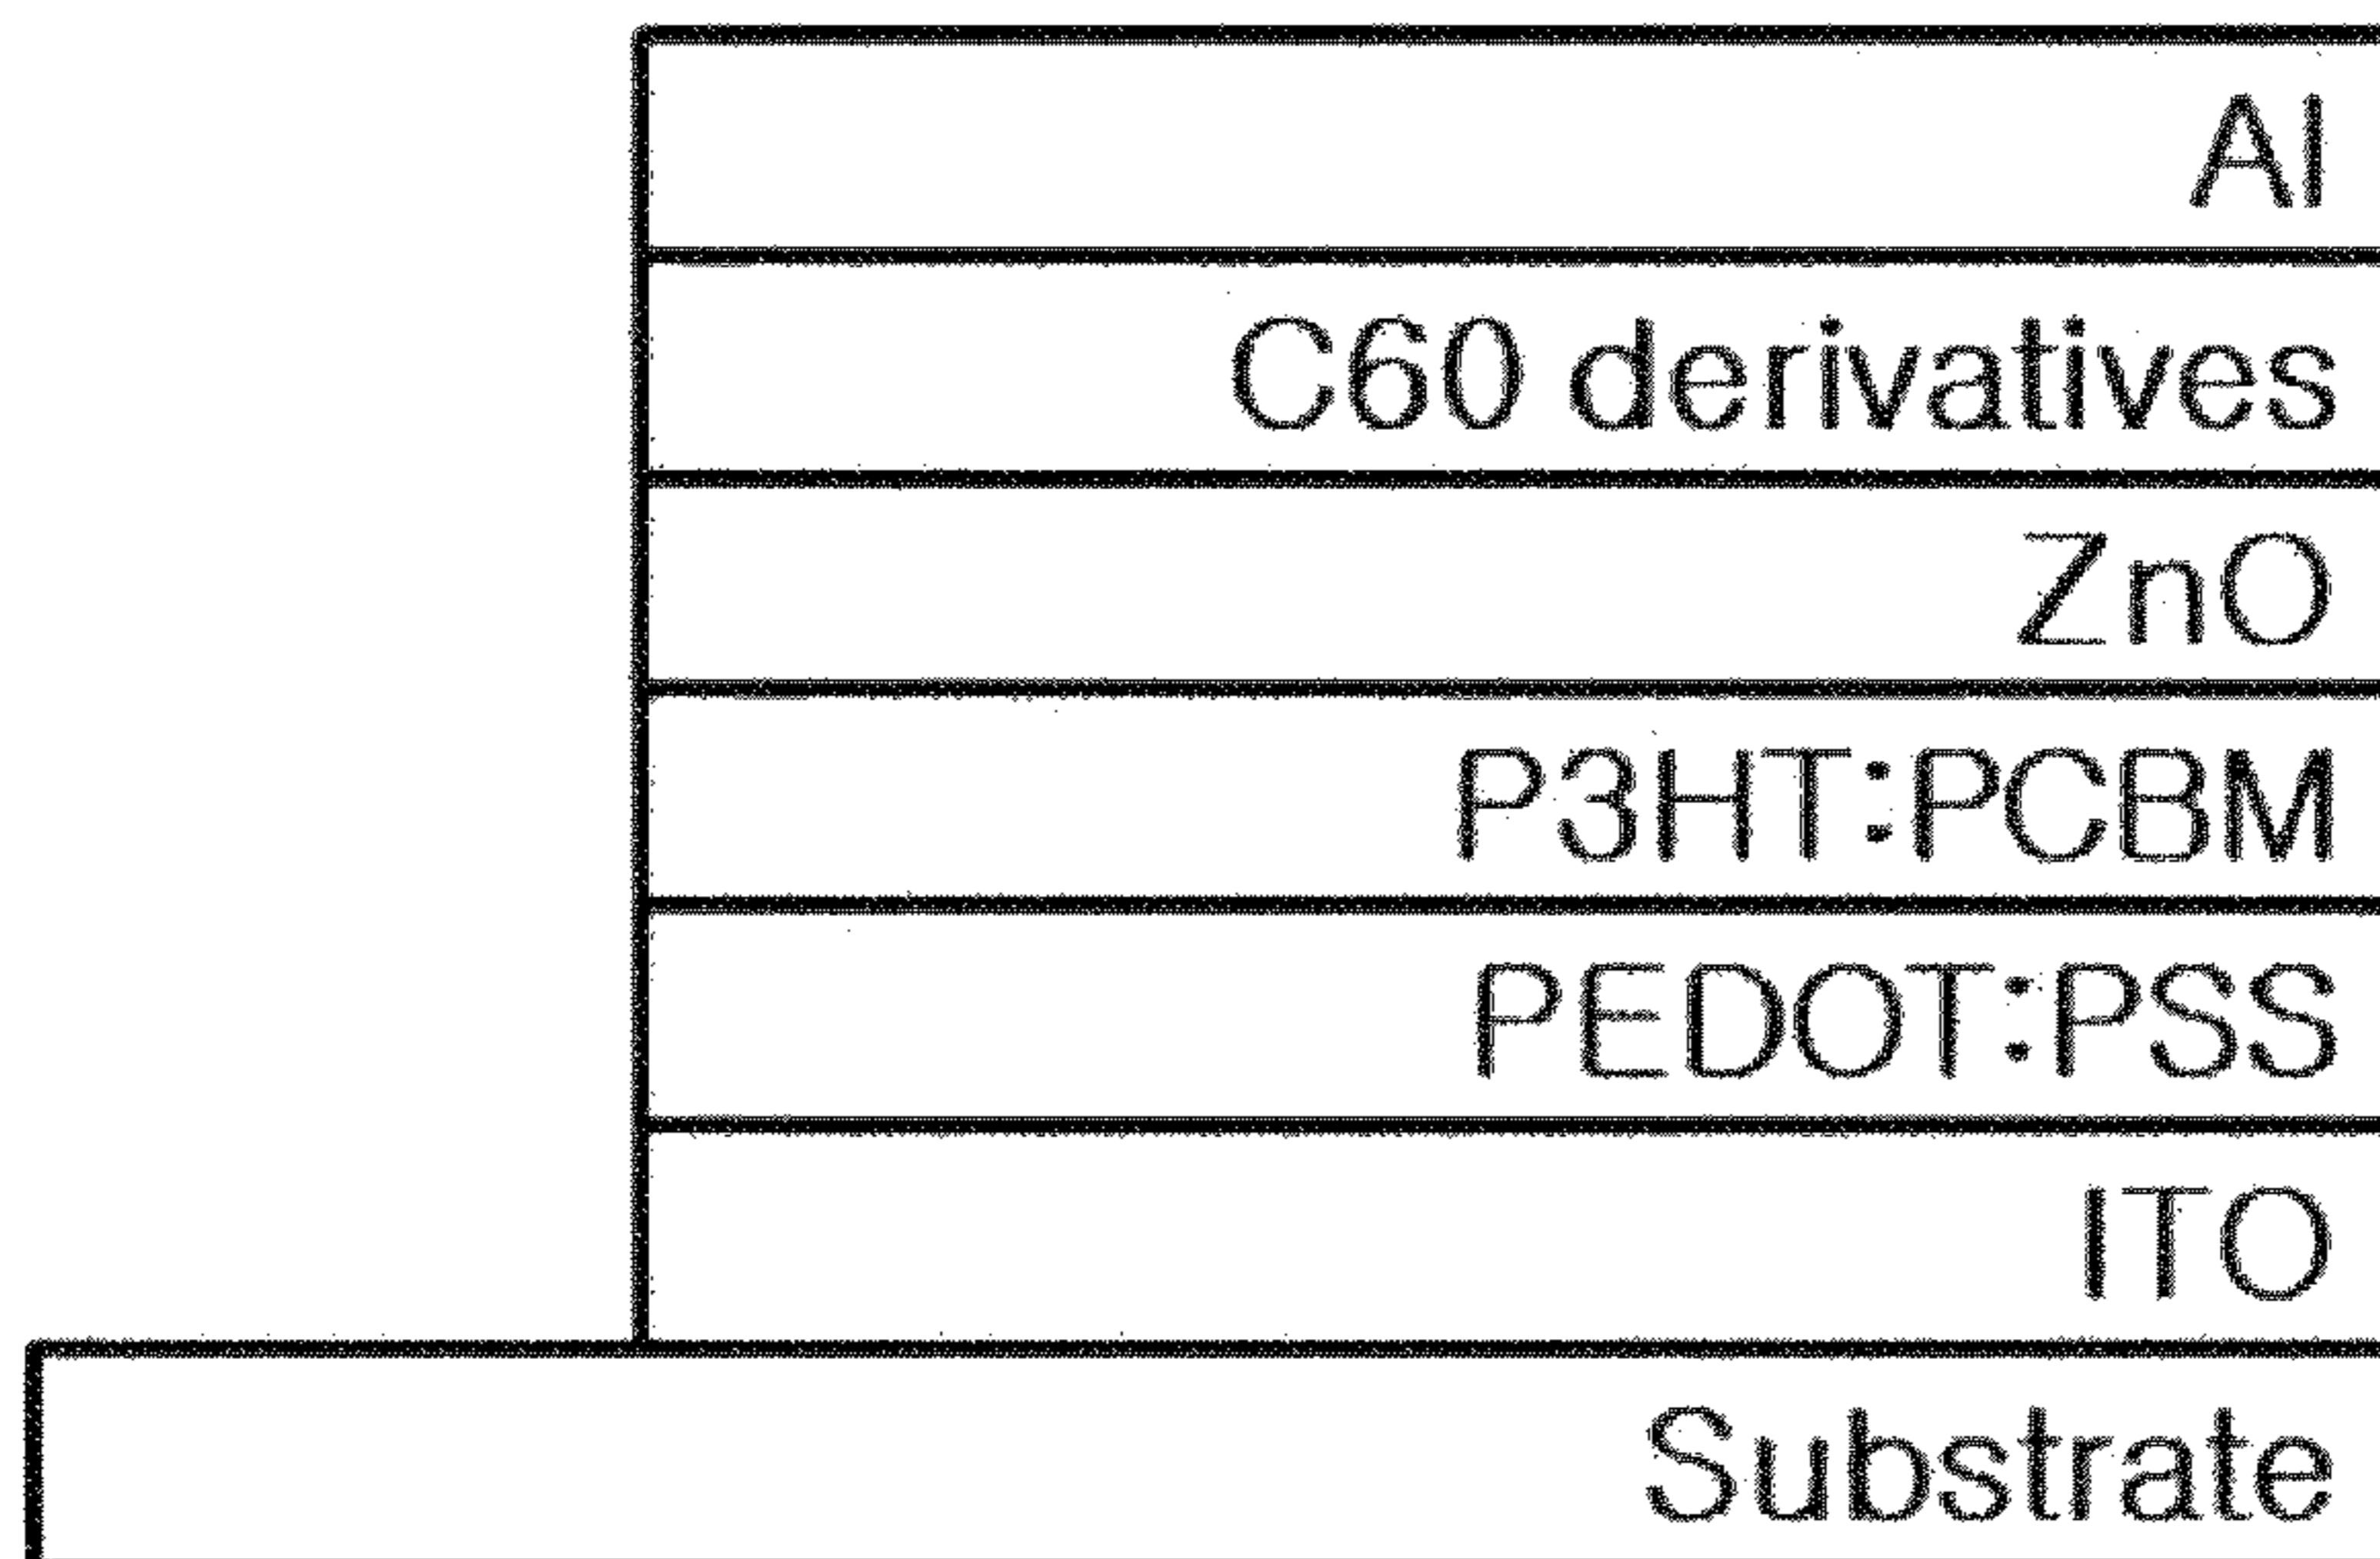 Al
C60 derivatives
ZnO
P3HT:PCBM
PEDOT:PSS
ITO
Substrate